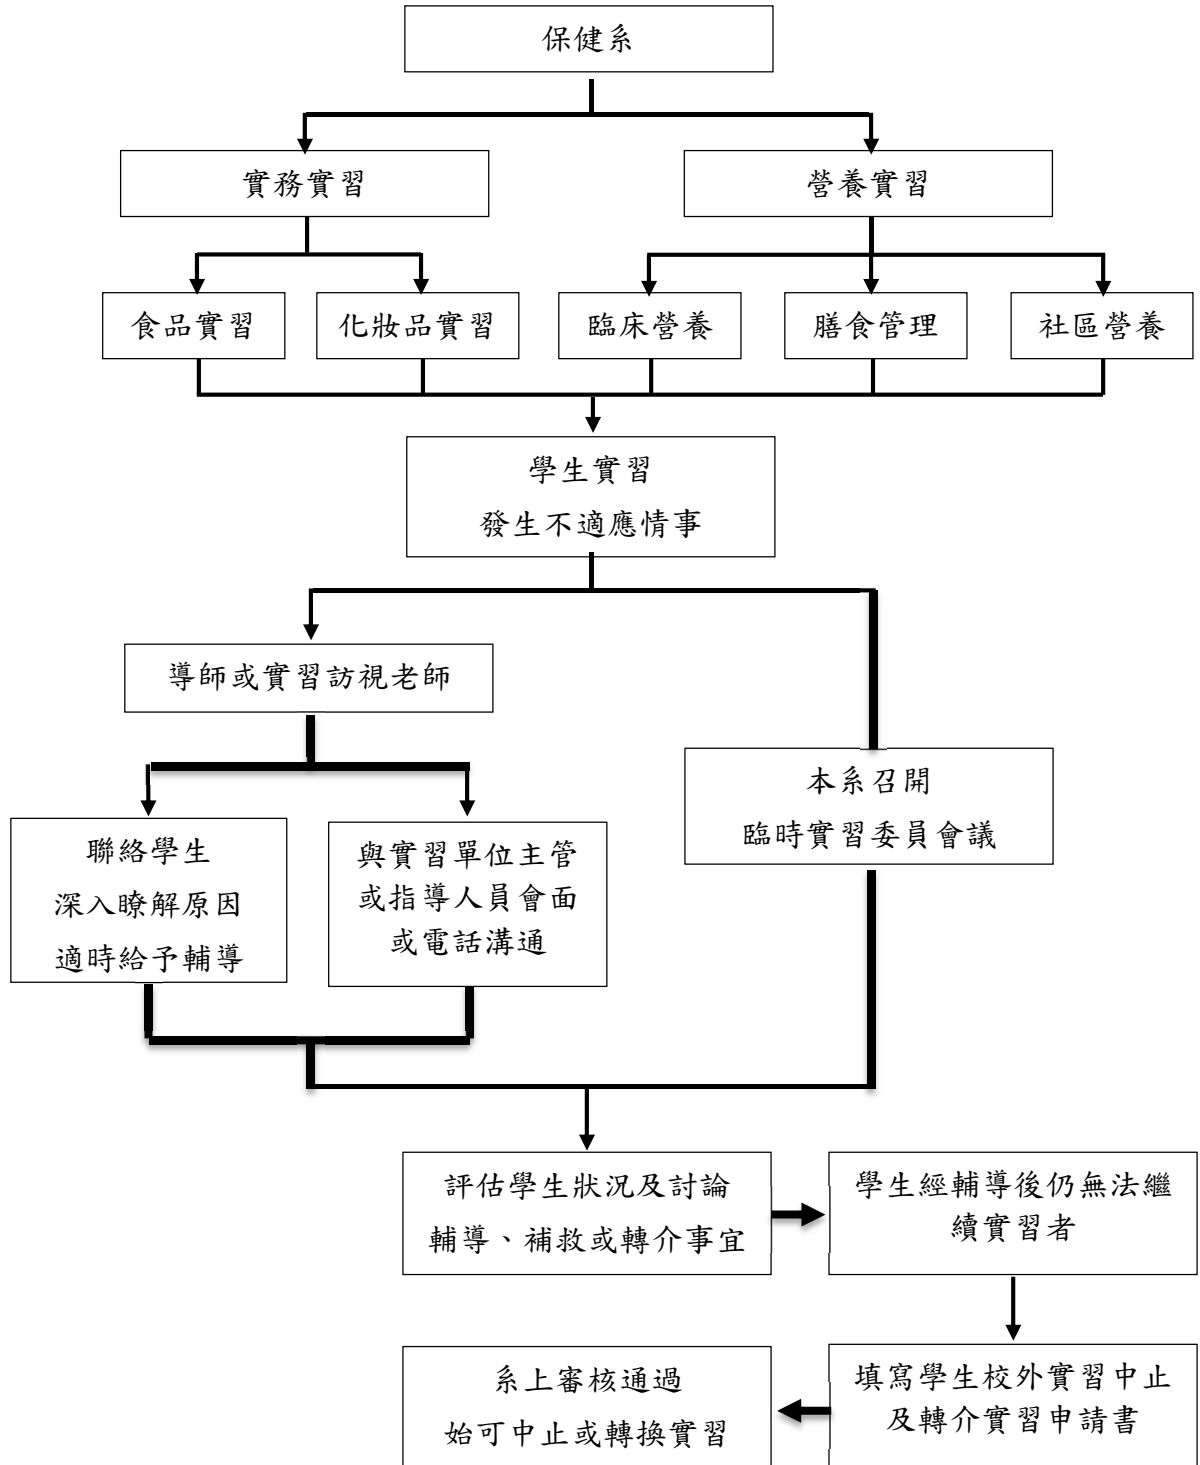 保健系
實務實習
營養實習
食品實習
化妝品實習
臨床營養
膳食管理
社區營養
學生實習
發生不適應情事
導師或實習訪視老師
本系召開
臨時實習委員會議
聯絡學生
深入瞭解原因
適時給予輔導
與實習單位主管
或指導人員會面
或電話溝通
評估學生狀況及討論
輔導、補救或轉介事宜
學生經輔導後仍無法繼
續實習者
填寫學生校外實習中止
及轉介實習申請書
系上審核通過
始可中止或轉換實習